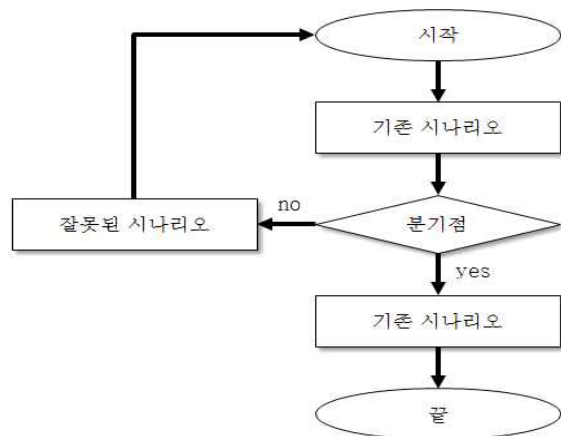 시작
기존 시나리오
잘못된 시나리오
no
분기점
yes
기존 시나리오
끝